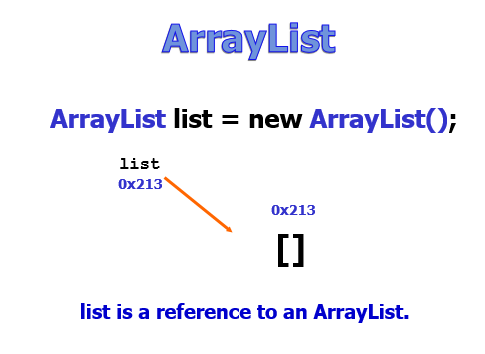 ArrayList
ArrayList list = new ArrayList();
list
0x213
0x213
[]
list is a reference to an ArrayList.